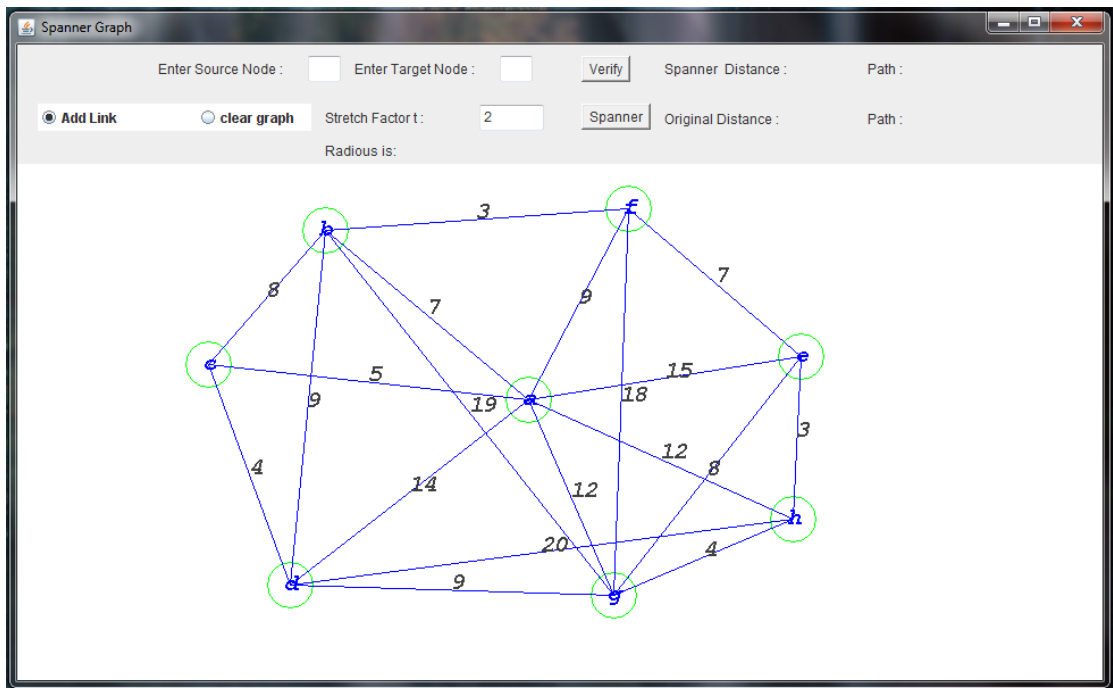 Spanner Graph
Enter Source Node : Enter Target Node : Verify Spanner Distance : Path :
Add Link clear graph Stretch Factor t : 2 Spanner Original Distance : Path :
Radious is:
f
3
b
7
8
9
7
e
c
15
5
a
18
9
19
3
12
4
8
14
12
h
20
4
9
d
g